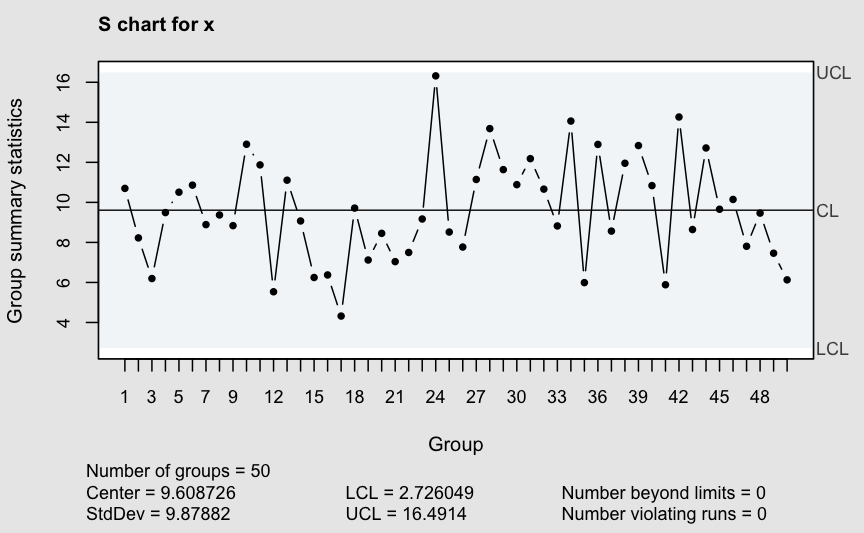 S chart for x
Group summary statistics
16
14
12
10
8
6
4
UCL
CL
LCL
1 3 5 7 9 12 15 18 21 24 27 30 33 36 39 42 45 48
Group
Number of groups = 50
Center = 9.608726 LCL = 2.726049 Number beyond limits = 0
StdDev = 9.87882 UCL = 16.4914 Number violating runs = 0